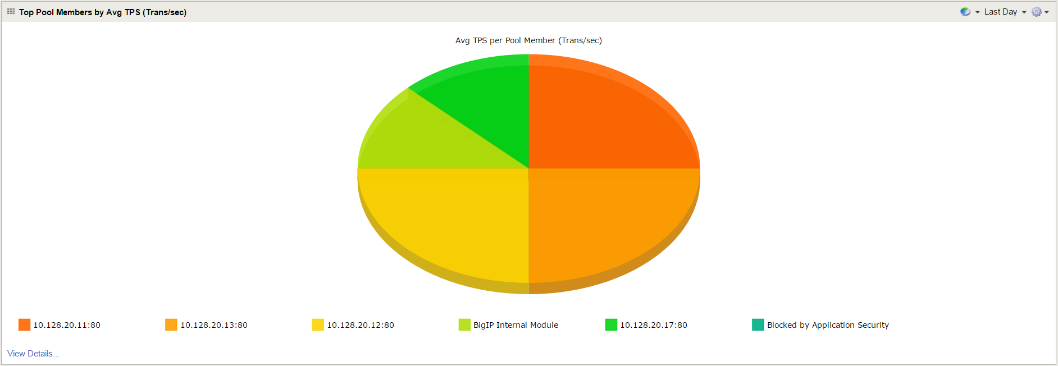 Top Pool Members by Avg TPS (Trans/sec)
Last Day
Avg TPS per Pool Member (Trans/sec)
10.128.20.11:80
10.128.20.13:80
10.128.20.12:80
BigIP Internal Module
10.128.20.17:80
Blocked by Application Security
View Details...